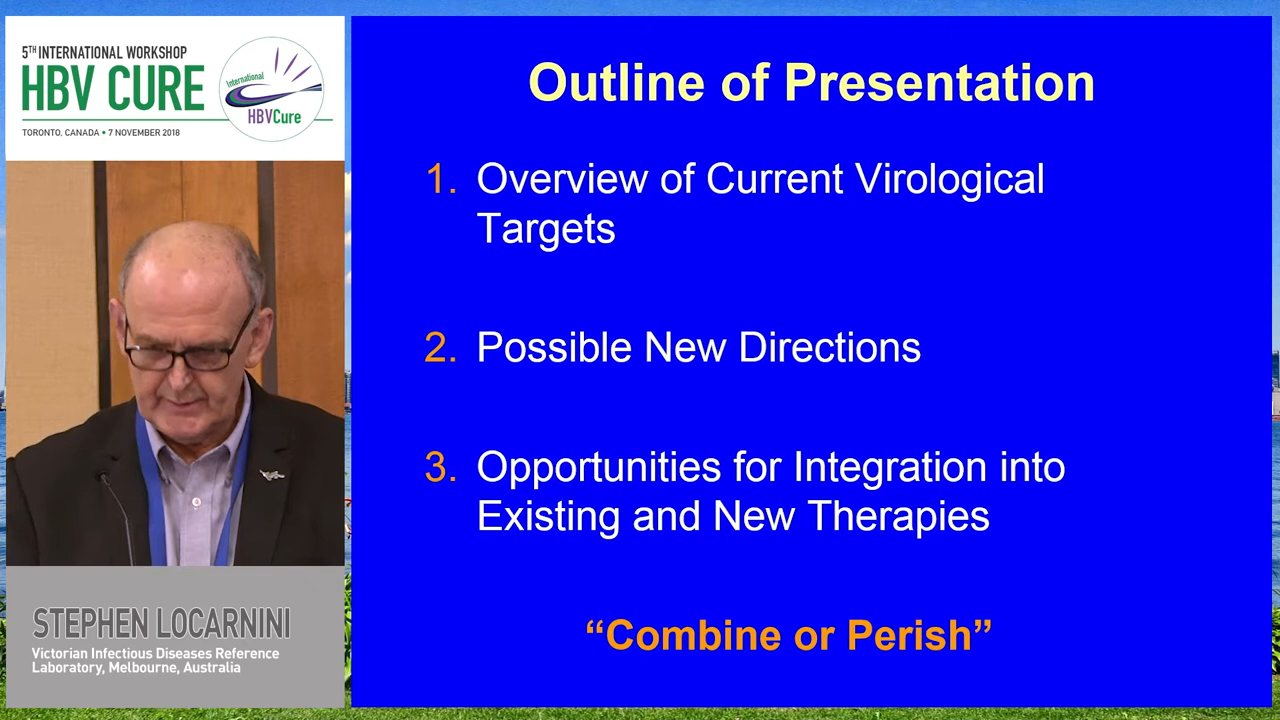 5TH INTERNATIONAL WORKSHOP
HBV CURE
TORONTO, CANADA • 7 NOVEMBER 2018
International
HBVCure
STEPHEN LOCARNINI
Victorian Infectious Diseases Reference
Laboratory, Melbourne, Australia
Outline of Presentation
1. Overview of Current Virological
Targets
2. Possible New Directions
3. Opportunities for Integration into
Existing and New Therapies
“Combine or Perish”